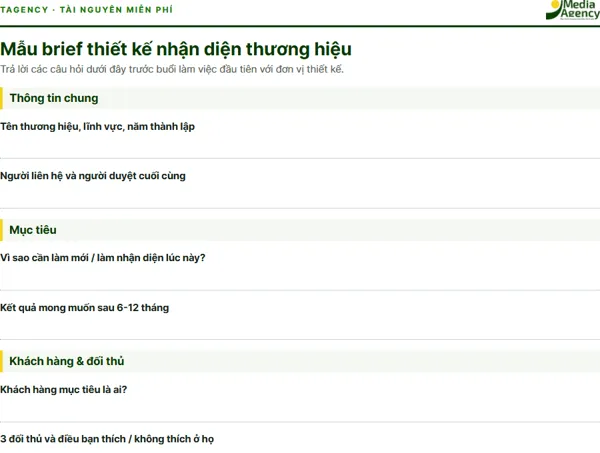 TAGENCY · TÀI NGUYÊN MIỄN PHÍ
Media
Agency
Mẫu brief thiết kế nhận diện thương hiệu
Trả lời các câu hỏi dưới đây trước buổi làm việc đầu tiên với đơn vị thiết kế.
Thông tin chung
Tên thương hiệu, lĩnh vực, năm thành lập
Người liên hệ và người duyệt cuối cùng
Mục tiêu
Vì sao cần làm mới / làm nhận diện lúc này?
Kết quả mong muốn sau 6-12 tháng
Khách hàng & đối thủ
Khách hàng mục tiêu là ai?
3 đối thủ và điều bạn thích / không thích ở họ